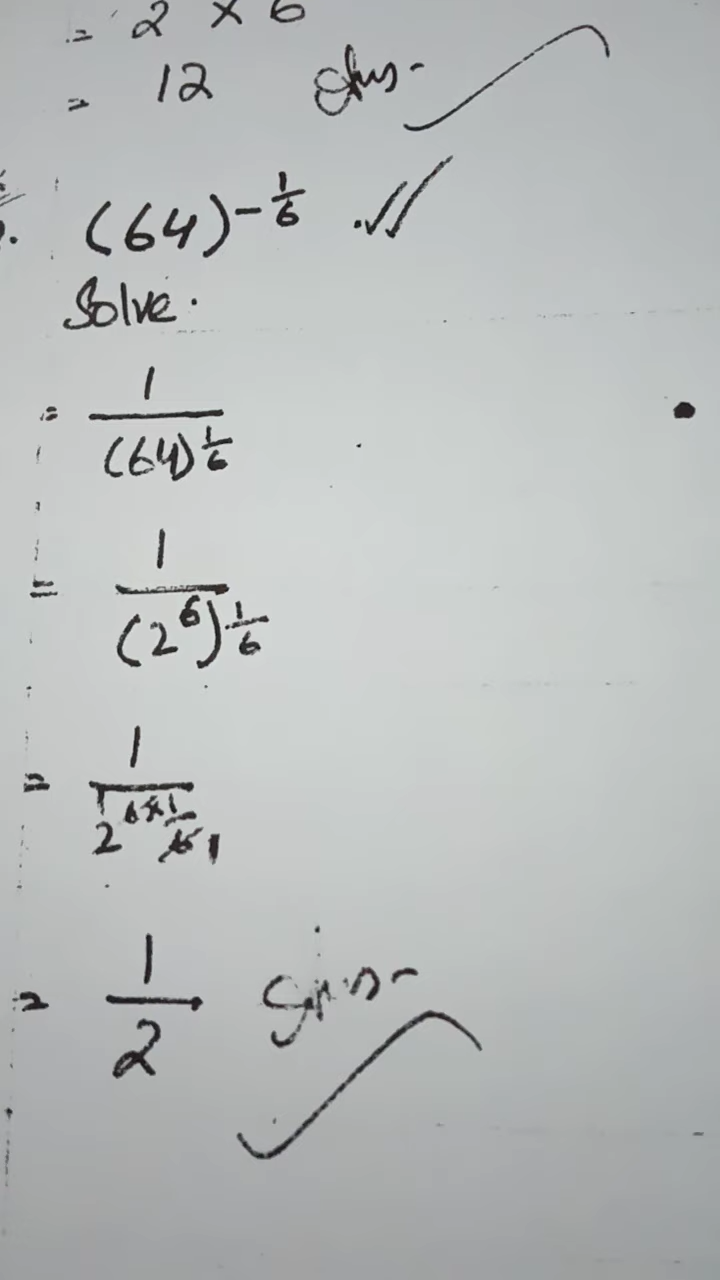 = 2 × 6
= 12 Ans-
(64)^-1/6
Solve.
= 1/(64)^1/6
= 1/(2^6)^1/6
= 1/2^6×1/6 1
= 1/2 Ans-